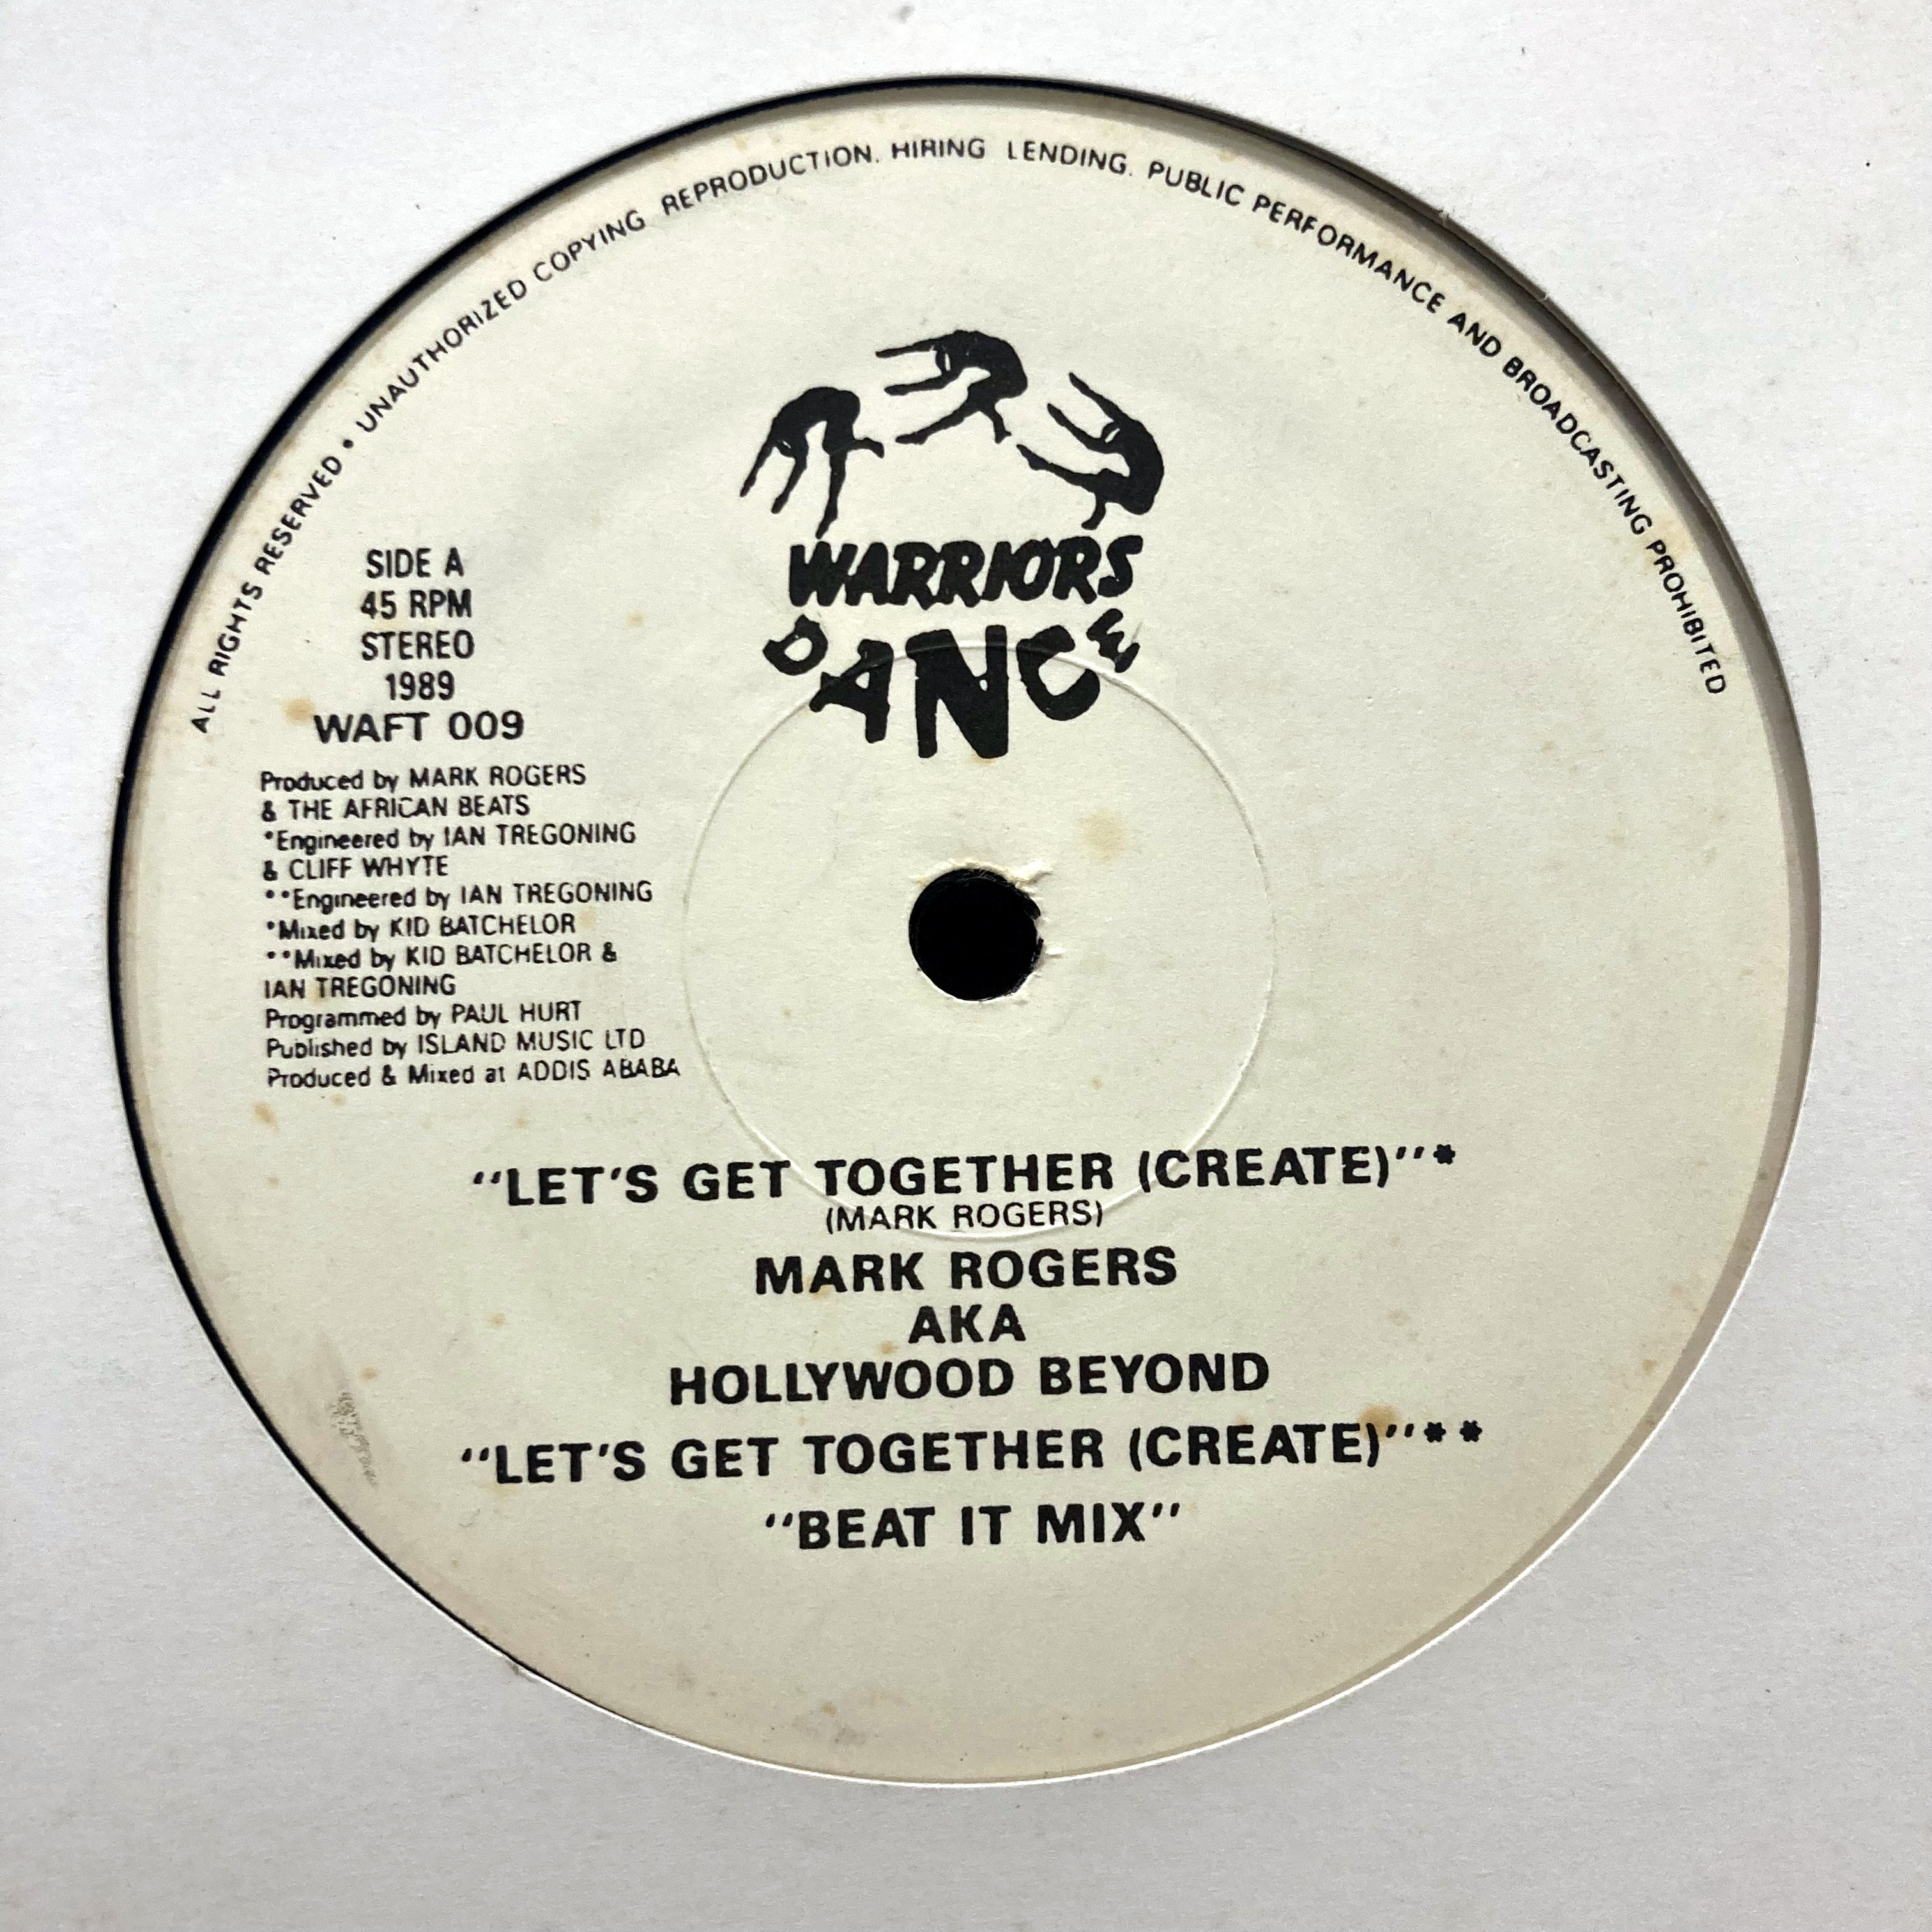 ALL RIGHTS RESERVED • UNAUTHORIZED COPYING REPRODUCTION. HIRING LENDING. PUBLIC PERFORMANCE AND BROADCASTING PROHIBITED
WARRIORS
DANCE
SIDE A
45 RPM
STEREO
1989
WAFT 009
Produced by MARK ROGERS
& THE AFRICAN BEATS
*Engineered by IAN TREGONING
& CLIFF WHYTE
**Engineered by IAN TREGONING
*Mixed by KID BATCHELOR
**Mixed by KID BATCHELOR &
IAN TREGONING
Programmed by PAUL HURT
Published by ISLAND MUSIC LTD
Produced & Mixed at ADDIS ABABA
"LET'S GET TOGETHER (CREATE)"*
(MARK ROGERS)
MARK ROGERS
AKA
HOLLYWOOD BEYOND
"LET'S GET TOGETHER (CREATE)"**
"BEAT IT MIX"